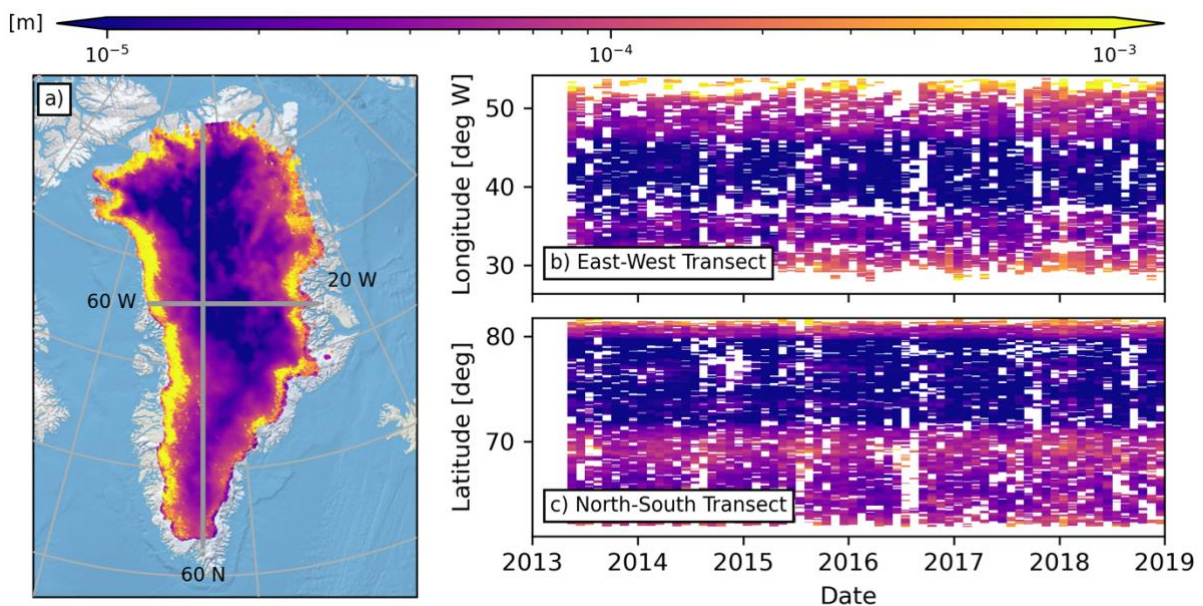 [m]
10⁻⁵ 10⁻⁴ 10⁻³
a)
60 W
20 W
60 N
Longitude [deg W]
50
40
30
b) East-West Transect
Latitude [deg]
80
70
c) North-South Transect
2013 2014 2015 2016 2017 2018 2019
Date